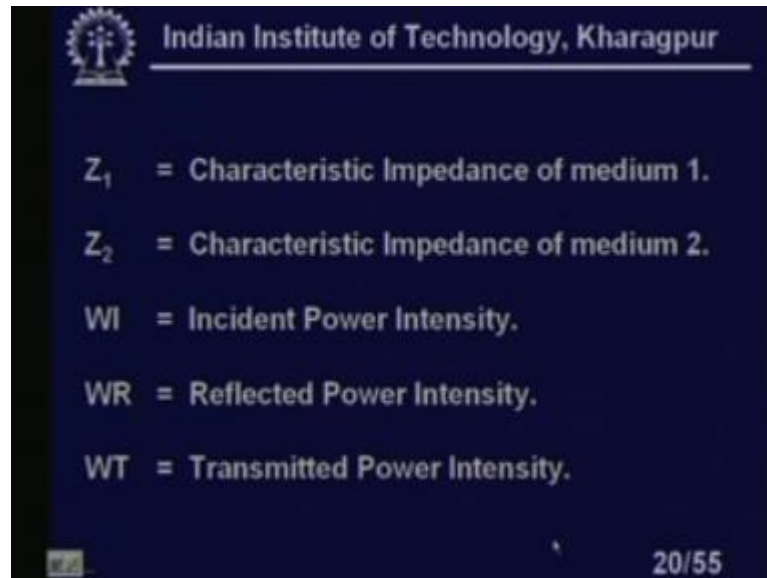 Indian Institute of Technology, Kharagpur
Z₁ = Characteristic Impedance of medium 1.
Z₂ = Characteristic Impedance of medium 2.
WI = Incident Power Intensity.
WR = Reflected Power Intensity.
WT = Transmitted Power Intensity.
20/55